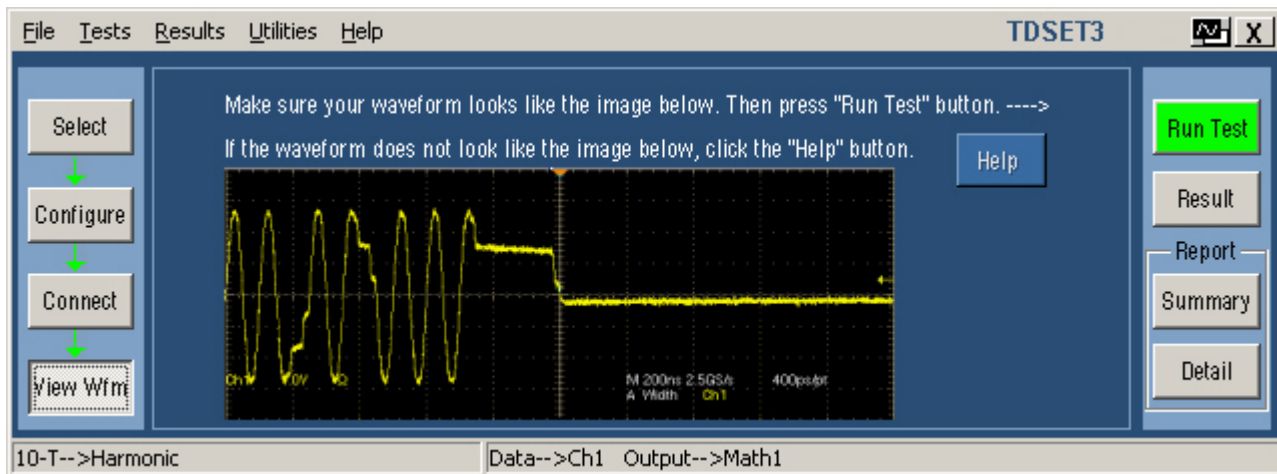 File Tests Results Utilities Help TDSET3 X
Select
Configure
Connect
View Wfm
Make sure your waveform looks like the image below. Then press "Run Test" button. ---->
If the waveform does not look like the image below, click the "Help" button.
Help
Ch1 Ω
M 200ns 2.5GS/s 400ps/pt
A Width Ch1
Run Test
Result
Report
Summary
Detail
10-T-->Harmonic Data-->Ch1 Output-->Math1